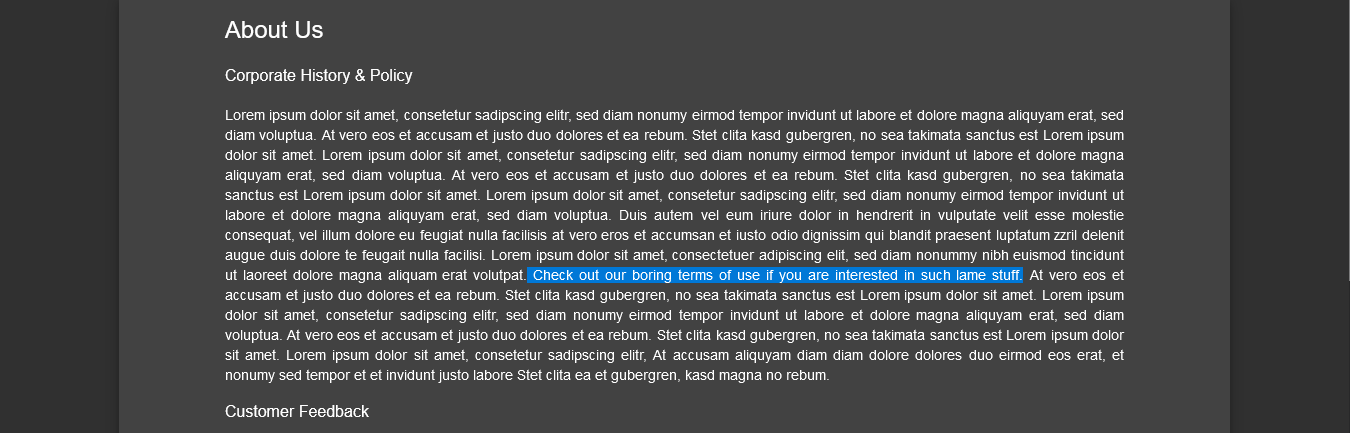 About Us
Corporate History & Policy
Lorem ipsum dolor sit amet, consetetur sadipscing elitr, sed diam nonumy eirmod tempor invidunt ut labore et dolore magna aliquyam erat, sed
diam voluptua. At vero eos et accusam et justo duo dolores et ea rebum. Stet clita kasd gubergren, no sea takimata sanctus est Lorem ipsum
dolor sit amet. Lorem ipsum dolor sit amet, consetetur sadipscing elitr, sed diam nonumy eirmod tempor invidunt ut labore et dolore magna
aliquyam erat, sed diam voluptua. At vero eos et accusam et justo duo dolores et ea rebum. Stet clita kasd gubergren, no sea takimata
sanctus est Lorem ipsum dolor sit amet. Lorem ipsum dolor sit amet, consetetur sadipscing elitr, sed diam nonumy eirmod tempor invidunt ut
labore et dolore magna aliquyam erat, sed diam voluptua. Duis autem vel eum iriure dolor in hendrerit in vulputate velit esse molestie
consequat, vel illum dolore eu feugiat nulla facilisis at vero eros et accumsan et iusto odio dignissim qui blandit praesent luptatum zzril delenit
augue duis dolore te feugait nulla facilisi. Lorem ipsum dolor sit amet, consectetuer adipiscing elit, sed diam nonummy nibh euismod tincidunt
ut laoreet dolore magna aliquam erat volutpat. Check out our boring terms of use if you are interested in such lame stuff. At vero eos et
accusam et justo duo dolores et ea rebum. Stet clita kasd gubergren, no sea takimata sanctus est Lorem ipsum dolor sit amet. Lorem ipsum
dolor sit amet, consetetur sadipscing elitr, sed diam nonumy eirmod tempor invidunt ut labore et dolore magna aliquyam erat, sed diam
voluptua. At vero eos et accusam et justo duo dolores et ea rebum. Stet clita kasd gubergren, no sea takimata sanctus est Lorem ipsum dolor
sit amet. Lorem ipsum dolor sit amet, consetetur sadipscing elitr, At accusam aliquyam diam diam dolore dolores duo eirmod eos erat, et
nonumy sed tempor et et invidunt justo labore Stet clita ea et gubergren, kasd magna no rebum.
Customer Feedback